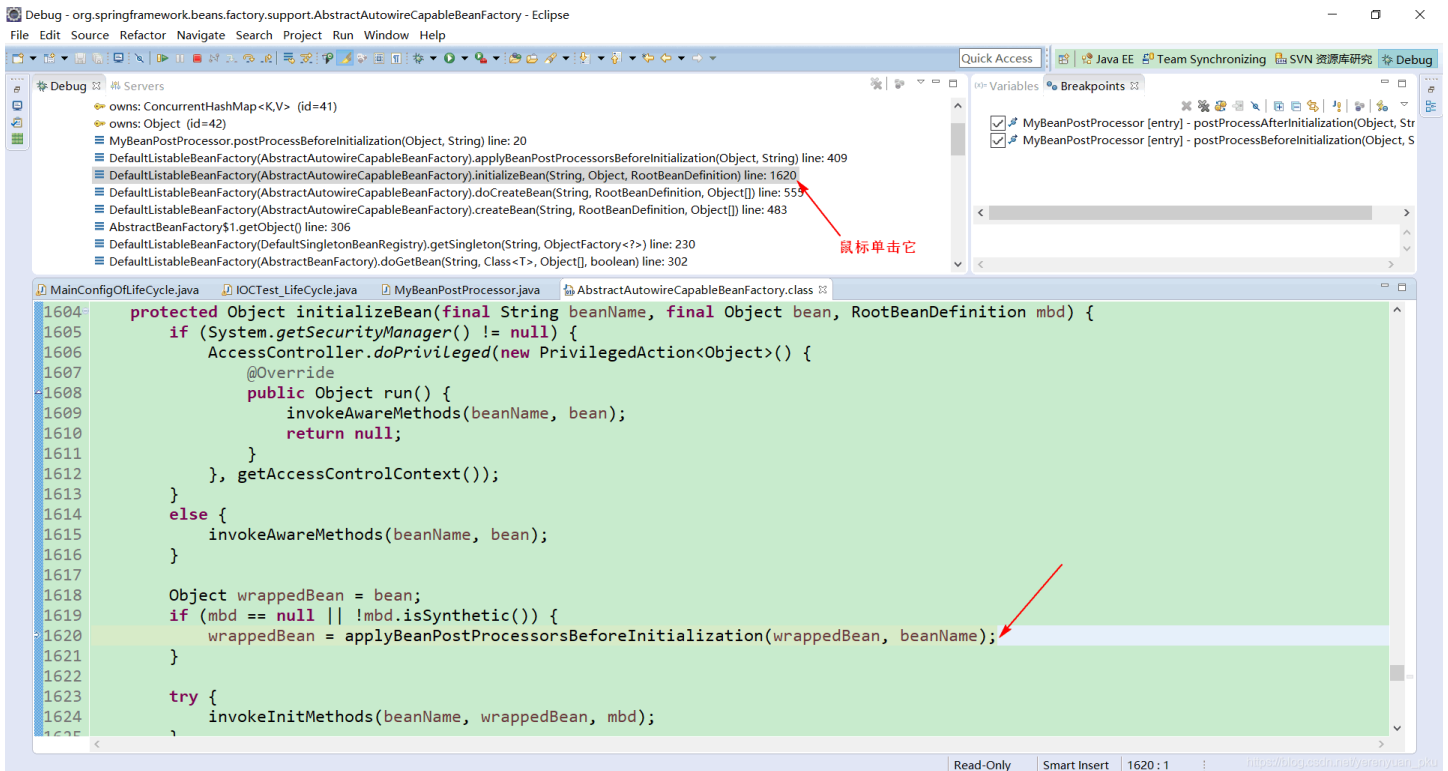 Debug - org.springframework.beans.factory.support.AbstractAutowireCapableBeanFactory - Eclipse
File Edit Source Refactor Navigate Search Project Run Window Help
Quick Access
Java EE
Team Synchronizing
SVN 资源库研究
Debug
Debug
Servers
owns: ConcurrentHashMap<K,V> (id=41)
owns: Object (id=42)
MyBeanPostProcessor.postProcessBeforeInitialization(Object, String) line: 20
DefaultListableBeanFactory(AbstractAutowireCapableBeanFactory).applyBeanPostProcessorsBeforeInitialization(Object, String) line: 409
DefaultListableBeanFactory(AbstractAutowireCapableBeanFactory).initializeBean(String, Object, RootBeanDefinition) line: 1620
DefaultListableBeanFactory(AbstractAutowireCapableBeanFactory).doCreateBean(String, RootBeanDefinition, Object[]) line: 555
DefaultListableBeanFactory(AbstractAutowireCapableBeanFactory).createBean(String, RootBeanDefinition, Object[]) line: 483
AbstractBeanFactory$1.getObject() line: 306
DefaultListableBeanFactory(DefaultSingletonBeanRegistry).getSingleton(String, ObjectFactory<?>) line: 230
DefaultListableBeanFactory(AbstractBeanFactory).doGetBean(String, Class<T>, Object[], boolean) line: 302
鼠标单击它
(x)= Variables
Breakpoints
MyBeanPostProcessor [entry] - postProcessAfterInitialization(Object, Str
MyBeanPostProcessor [entry] - postProcessBeforeInitialization(Object, S
MainConfigOfLifeCycle.java
IOCTest_LifeCycle.java
MyBeanPostProcessor.java
AbstractAutowireCapableBeanFactory.class
1604 protected Object initializeBean(final String beanName, final Object bean, RootBeanDefinition mbd) {
1605 if (System.getSecurityManager() != null) {
1606 AccessController.doPrivileged(new PrivilegedAction<Object>() {
1607 @Override
1608 public Object run() {
1609 invokeAwareMethods(beanName, bean);
1610 return null;
1611 }
1612 }, getAccessControlContext());
1613 }
1614 else {
1615 invokeAwareMethods(beanName, bean);
1616 }
1617
1618 Object wrappedBean = bean;
1619 if (mbd == null || !mbd.isSynthetic()) {
1620 wrappedBean = applyBeanPostProcessorsBeforeInitialization(wrappedBean, beanName);
1621 }
1622
1623 try {
1624 invokeInitMethods(beanName, wrappedBean, mbd);
1625 }
Read-Only
Smart Insert
1620 : 1
https://blog.csdn.net/yerenyuan_pku